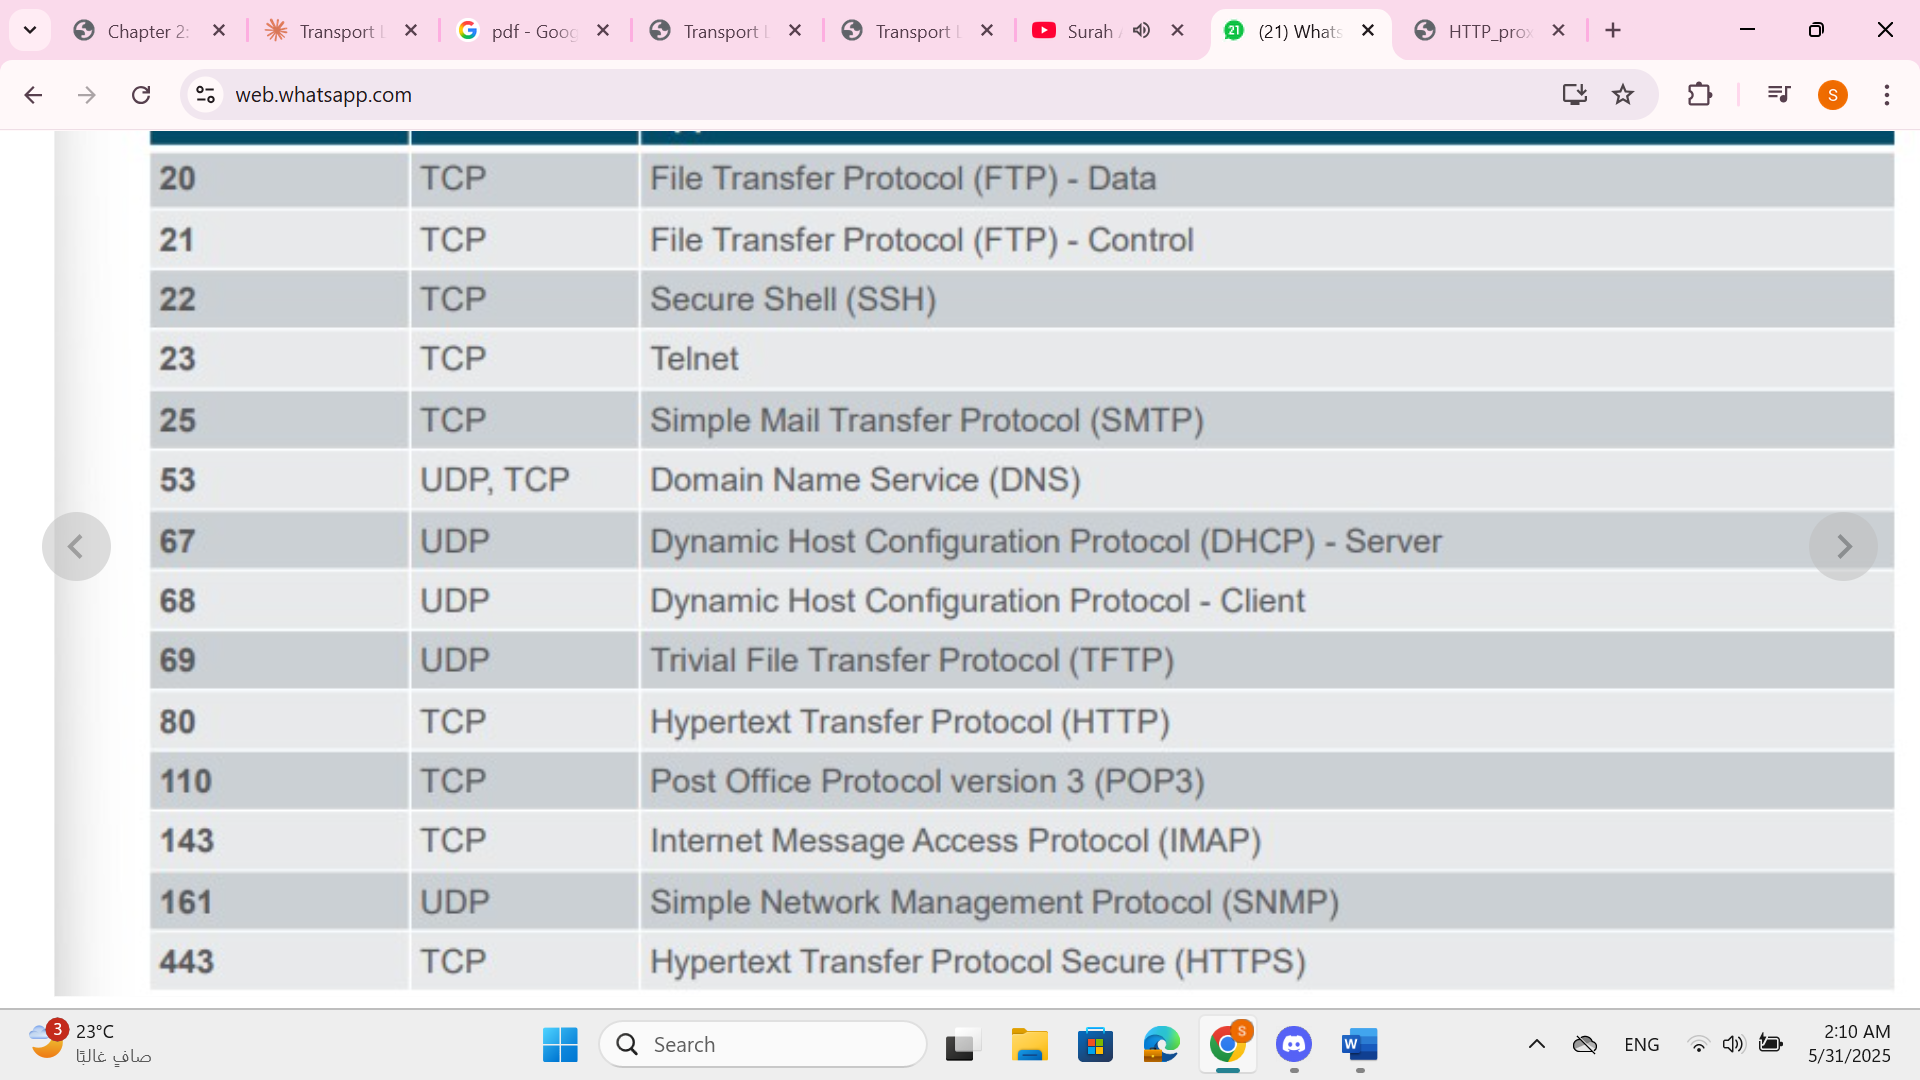 Chapter 2:
Transport L
pdf - Goog
Transport L
Transport L
Surah A
(21) Whats
HTTP_prox
web.whatsapp.com
S
20 TCP File Transfer Protocol (FTP) - Data
21 TCP File Transfer Protocol (FTP) - Control
22 TCP Secure Shell (SSH)
23 TCP Telnet
25 TCP Simple Mail Transfer Protocol (SMTP)
53 UDP, TCP Domain Name Service (DNS)
67 UDP Dynamic Host Configuration Protocol (DHCP) - Server
68 UDP Dynamic Host Configuration Protocol - Client
69 UDP Trivial File Transfer Protocol (TFTP)
80 TCP Hypertext Transfer Protocol (HTTP)
110 TCP Post Office Protocol version 3 (POP3)
143 TCP Internet Message Access Protocol (IMAP)
161 UDP Simple Network Management Protocol (SNMP)
443 TCP Hypertext Transfer Protocol Secure (HTTPS)
3
23°C
صافٍ غالبًا
Search
S
W
ENG
2:10 AM
5/31/2025